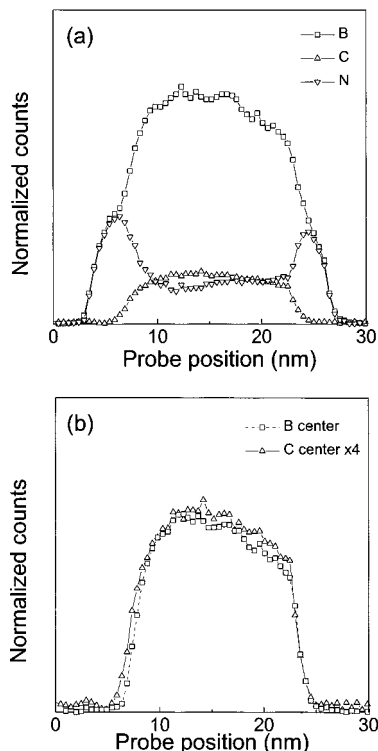 (a)
B
C
N
Normalized counts
0
10
20
30
Probe position (nm)
(b)
B center
C center x4
Normalized counts
0
10
20
30
Probe position (nm)